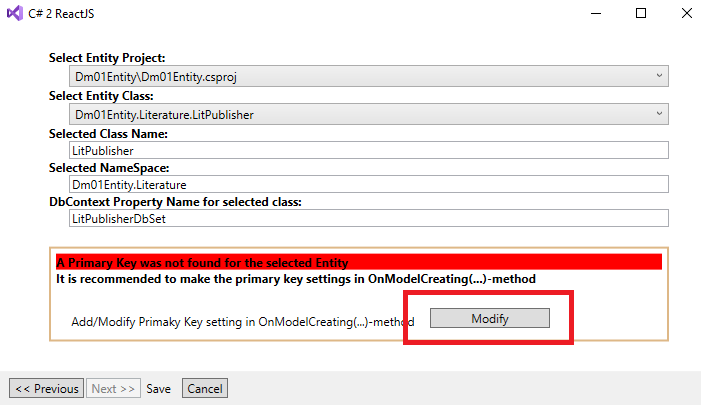 C# 2 ReactJS
Select Entity Project:
Dm01Entity\Dm01Entity.csproj
Select Entity Class:
Dm01Entity.Literature.LitPublisher
Selected Class Name:
LitPublisher
Selected NameSpace:
Dm01Entity.Literature
DbContext Property Name for selected class:
LitPublisherDbSet
A Primary Key was not found for the selected Entity
It is recommended to make the primary key settings in OnModelCreating(...)-method
Add/Modify Primaky Key setting in OnModelCreating(...)-method Modify
<< Previous Next >> Save Cancel